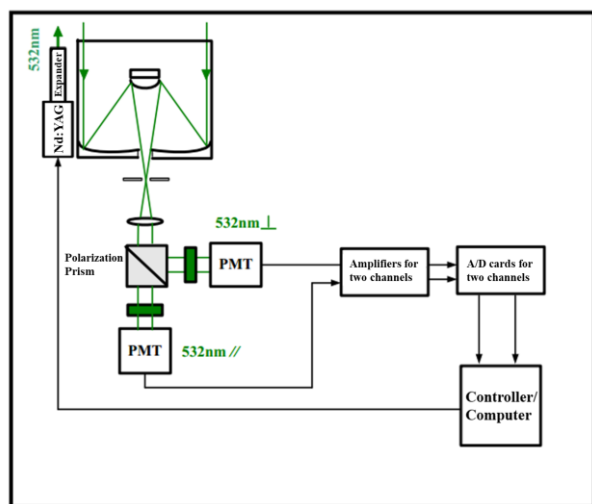 532nm
Expander
Nd:YAG
532nm⊥
Polarization
Prism
PMT
Amplifiers for
two channels
A/D cards for
two channels
PMT
532nm //
Controller/
Computer